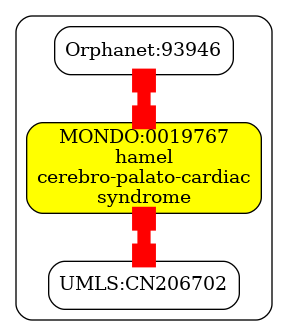 Orphanet:93946
MONDO:0019767
hamel
cerebro-palato-cardiac
syndrome
UMLS:CN206702